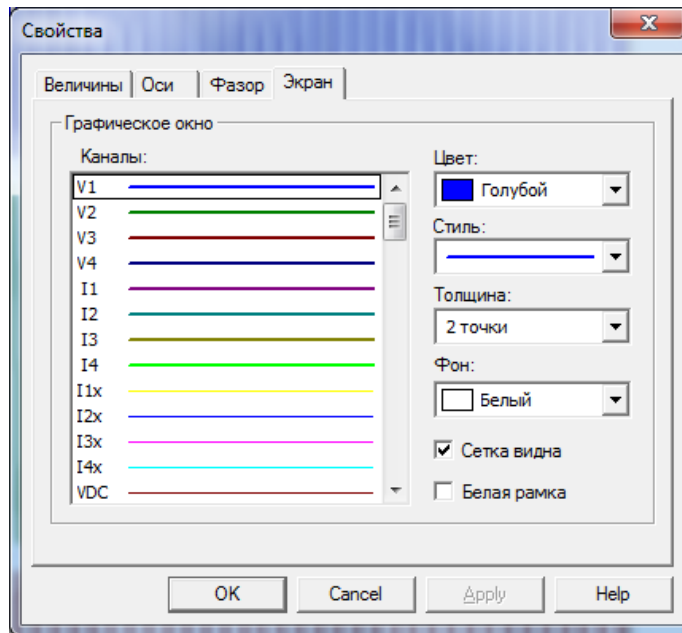 Свойства
Величины Оси Фазор Экран
Графическое окно
Каналы:
V1
V2
V3
V4
I1
I2
I3
I4
I1x
I2x
I3x
I4x
VDC
Цвет:
Голубой
Стиль:
Толщина:
2 точки
Фон:
Белый
Сетка видна
Белая рамка
OK Cancel Apply Help